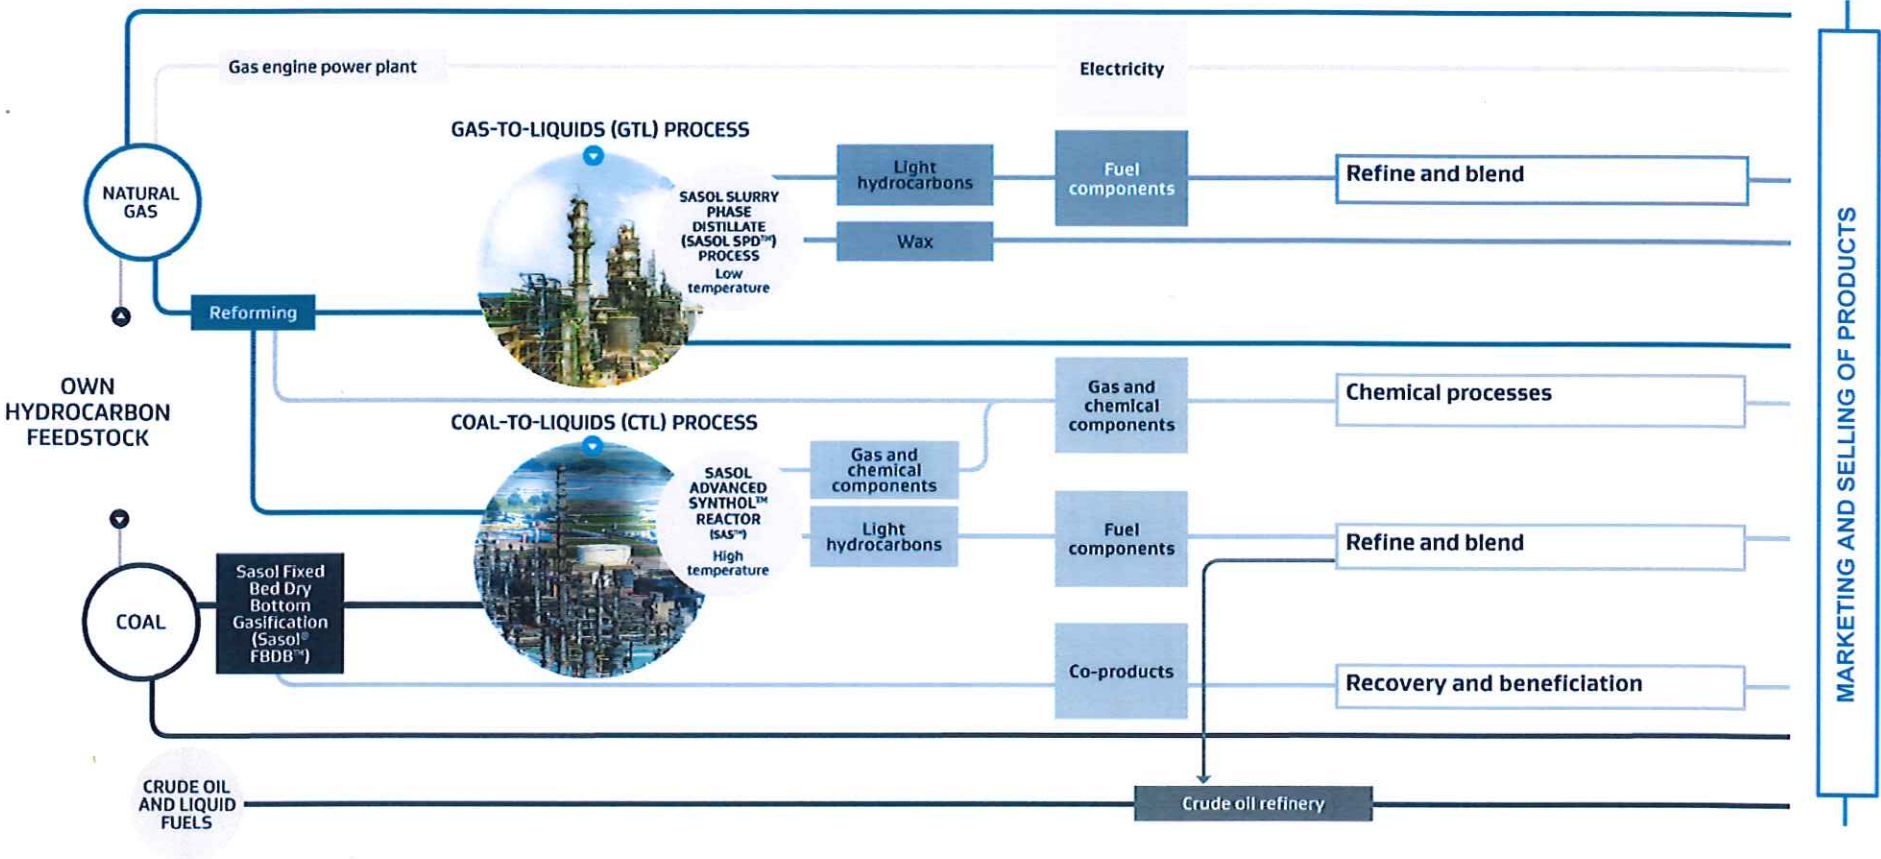 Gas engine power plant
Electricity
GAS-TO-LIQUIDS (GTL) PROCESS
NATURAL
GAS
SASOL SLURRY
PHASE
DISTILLATE
(SASOL SPD™)
PROCESS
Low
temperature
Light
hydrocarbons
Fuel
components
Refine and blend
Wax
Reforming
OWN
HYDROCARBON
FEEDSTOCK
Gas and
chemical
components
Chemical processes
COAL-TO-LIQUIDS (CTL) PROCESS
SASOL
ADVANCED
SYNTHOL™
REACTOR
(SAS™)
High
temperature
Gas and
chemical
components
Light
hydrocarbons
Fuel
components
Refine and blend
COAL
Sasol Fixed
Bed Dry
Bottom
Gasification
(Sasol®
FBDB™)
Co-products
Recovery and beneficiation
CRUDE OIL
AND LIQUID
FUELS
Crude oil refinery
MARKETING AND SELLING OF PRODUCTS